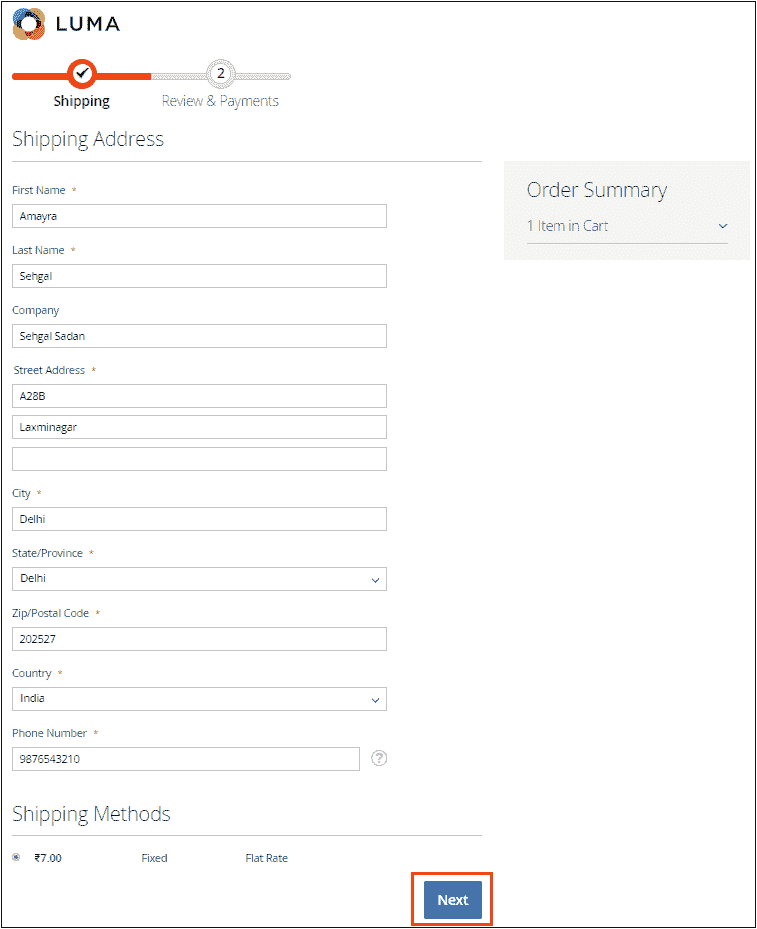 LUMA
2
Shipping
Review & Payments
Shipping Address
First Name *
Amayra
Last Name *
Sehgal
Company
Sehgal Sadan
Street Address *
A28B
Laxminagar
City *
Delhi
State/Province *
Delhi
Zip/Postal Code *
202527
Country *
India
Phone Number *
9876543210
?
Order Summary
1 Item in Cart
Shipping Methods
₹7.00 Fixed Flat Rate
Next